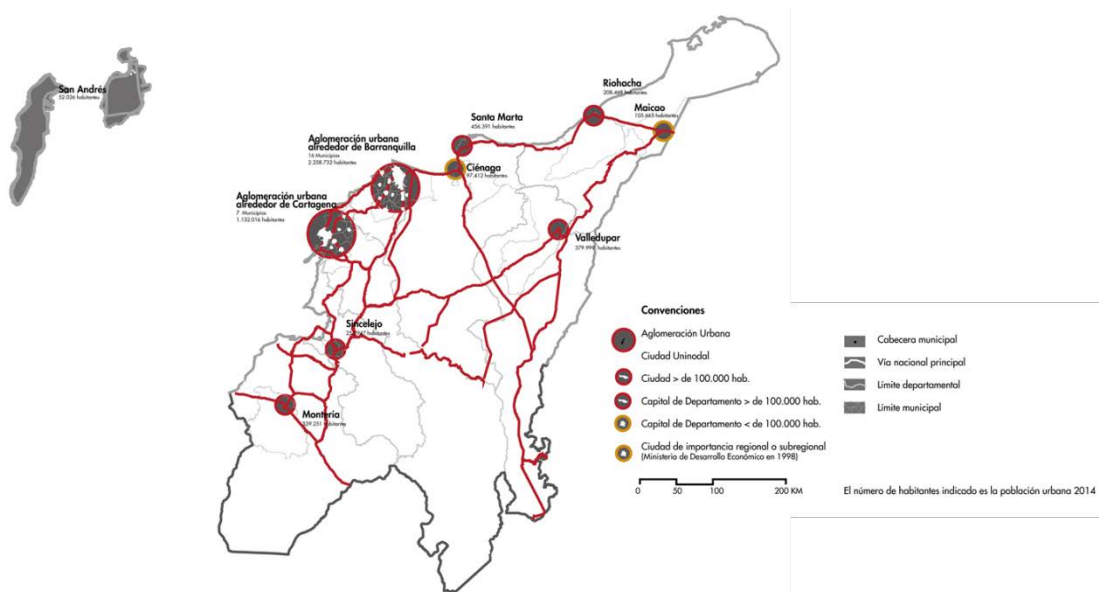 San Andrés
52.036 habitantes
Riohacha
208.468 habitantes
Maicao
105.665 habitantes
Santa Marta
456.391 habitantes
Ciénaga
97.412 habitantes
Aglomeración urbana
alrededor de Barranquilla
Municipios
2.258.732 habitantes
Aglomeración urbana
alrededor de Cartagena
7 Municipios
1.132.016 habitantes
Valledupar
habitantes
Sincelejo
habitantes
Montería
habitantes
Convenciones
Aglomeración Urbana
Ciudad Uninodal
Ciudad > de 100.000 hab.
Capital de Departamento > de 100.000 hab.
Capital de Departamento < de 100.000 hab.
Ciudad de importancia regional o subregional
(Ministerio de Desarrollo Económico en 1998)
0 50 100 200 KM
Cabecera municipal
Vía nacional principal
Límite departamental
Límite municipal
El número de habitantes indicado es la población urbana 2014